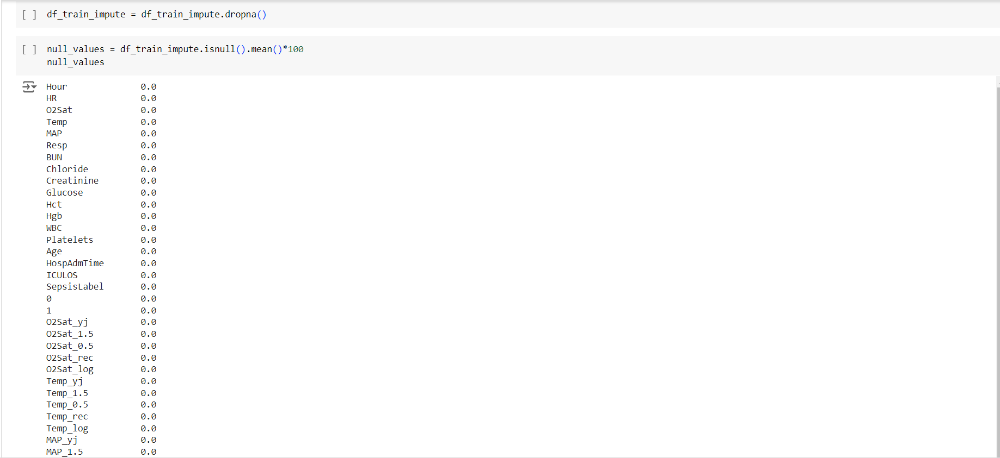 [ ] df_train_impute = df_train_impute.dropna()
[ ] null_values = df_train_impute.isnull().mean()*100
null_values
Hour 0.0
HR 0.0
O2Sat 0.0
Temp 0.0
MAP 0.0
Resp 0.0
BUN 0.0
Chloride 0.0
Creatinine 0.0
Glucose 0.0
Hct 0.0
Hgb 0.0
WBC 0.0
Platelets 0.0
Age 0.0
HospAdmTime 0.0
ICULOS 0.0
SepsisLabel 0.0
0 0.0
1 0.0
O2Sat_yj 0.0
O2Sat_1.5 0.0
O2Sat_0.5 0.0
O2Sat_rec 0.0
O2Sat_log 0.0
Temp_yj 0.0
Temp_1.5 0.0
Temp_0.5 0.0
Temp_rec 0.0
Temp_log 0.0
MAP_yj 0.0
MAP_1.5 0.0